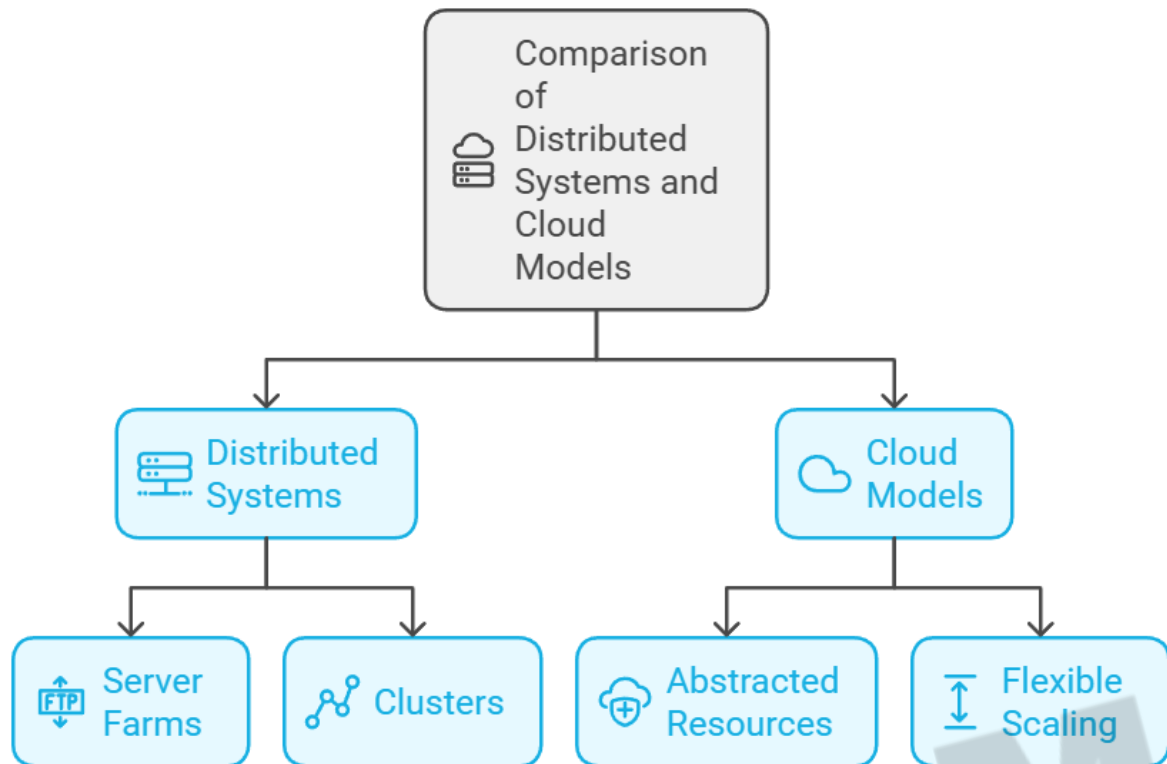 Comparison
of
Distributed
Systems and
Cloud
Models
Distributed
Systems
Cloud
Models
FTP
Server
Farms
Clusters
Abstracted
Resources
Flexible
Scaling